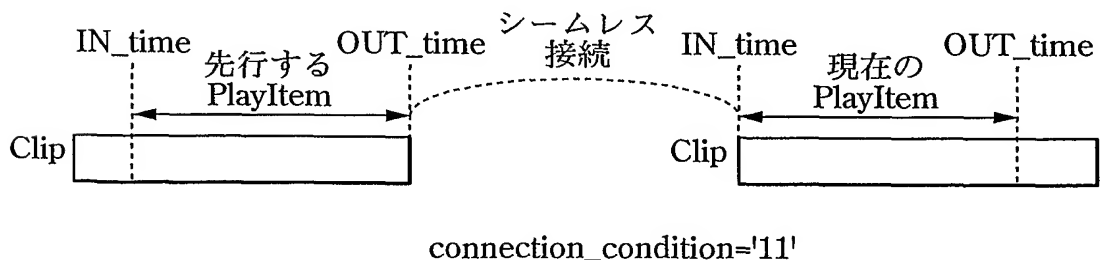 IN_time
OUT_time
シームレス
接続
IN_time
OUT_time
先行する
PlayItem
現在の
PlayItem
Clip
Clip
connection_condition='11'